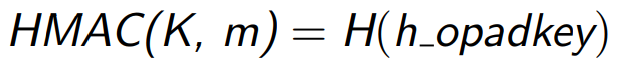 HMAC(K, m) = H(h_opadkey)